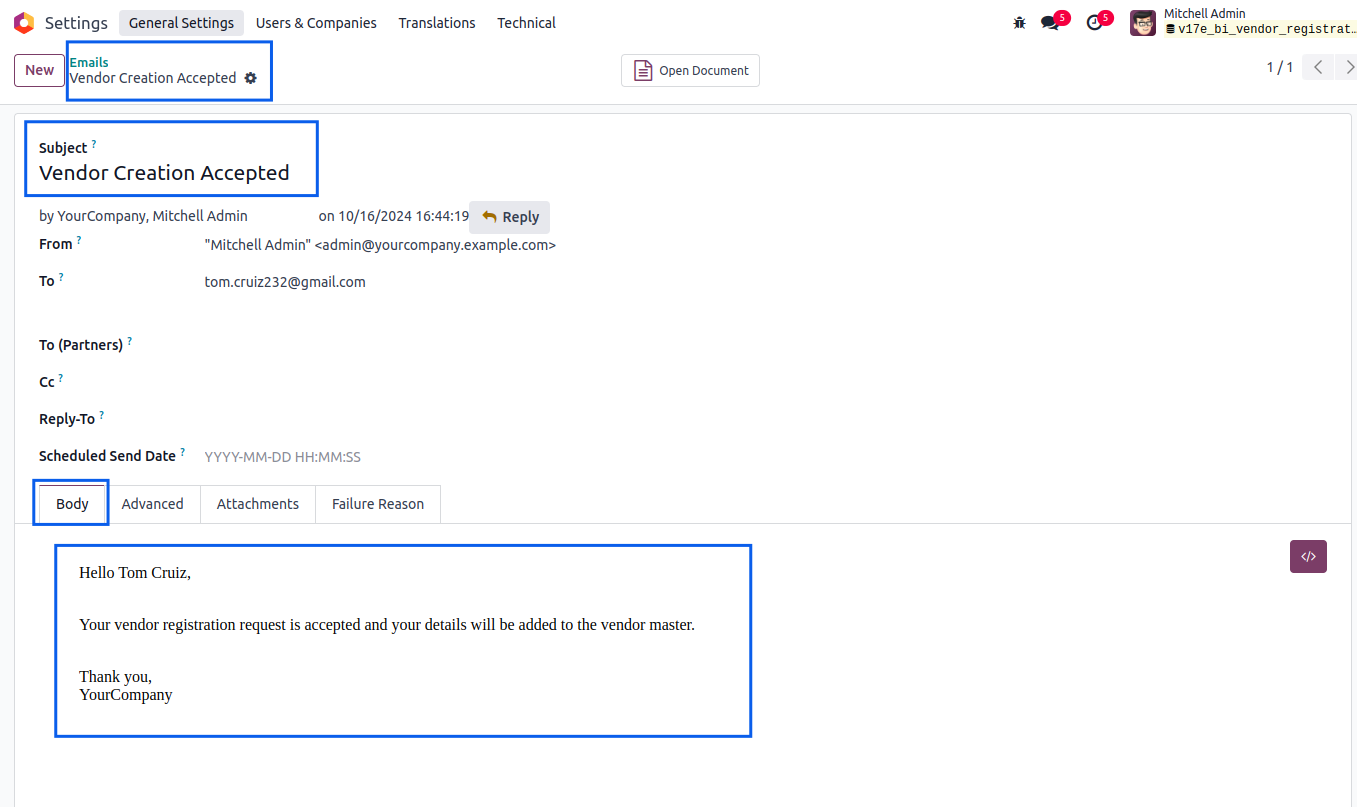 Settings General Settings Users & Companies Translations Technical 5 5 Mitchell Admin
v17e_bi_vendor_registrat…
New Emails
Vendor Creation Accepted
Open Document
1 / 1
Subject ?
Vendor Creation Accepted
by YourCompany, Mitchell Admin on 10/16/2024 16:44:19 Reply
From ? "Mitchell Admin" <admin@yourcompany.example.com>
To ? tom.cruiz232@gmail.com
To (Partners) ?
Cc ?
Reply-To ?
Scheduled Send Date ? YYYY-MM-DD HH:MM:SS
Body Advanced Attachments Failure Reason
</>
Hello Tom Cruiz,
Your vendor registration request is accepted and your details will be added to the vendor master.
Thank you,
YourCompany